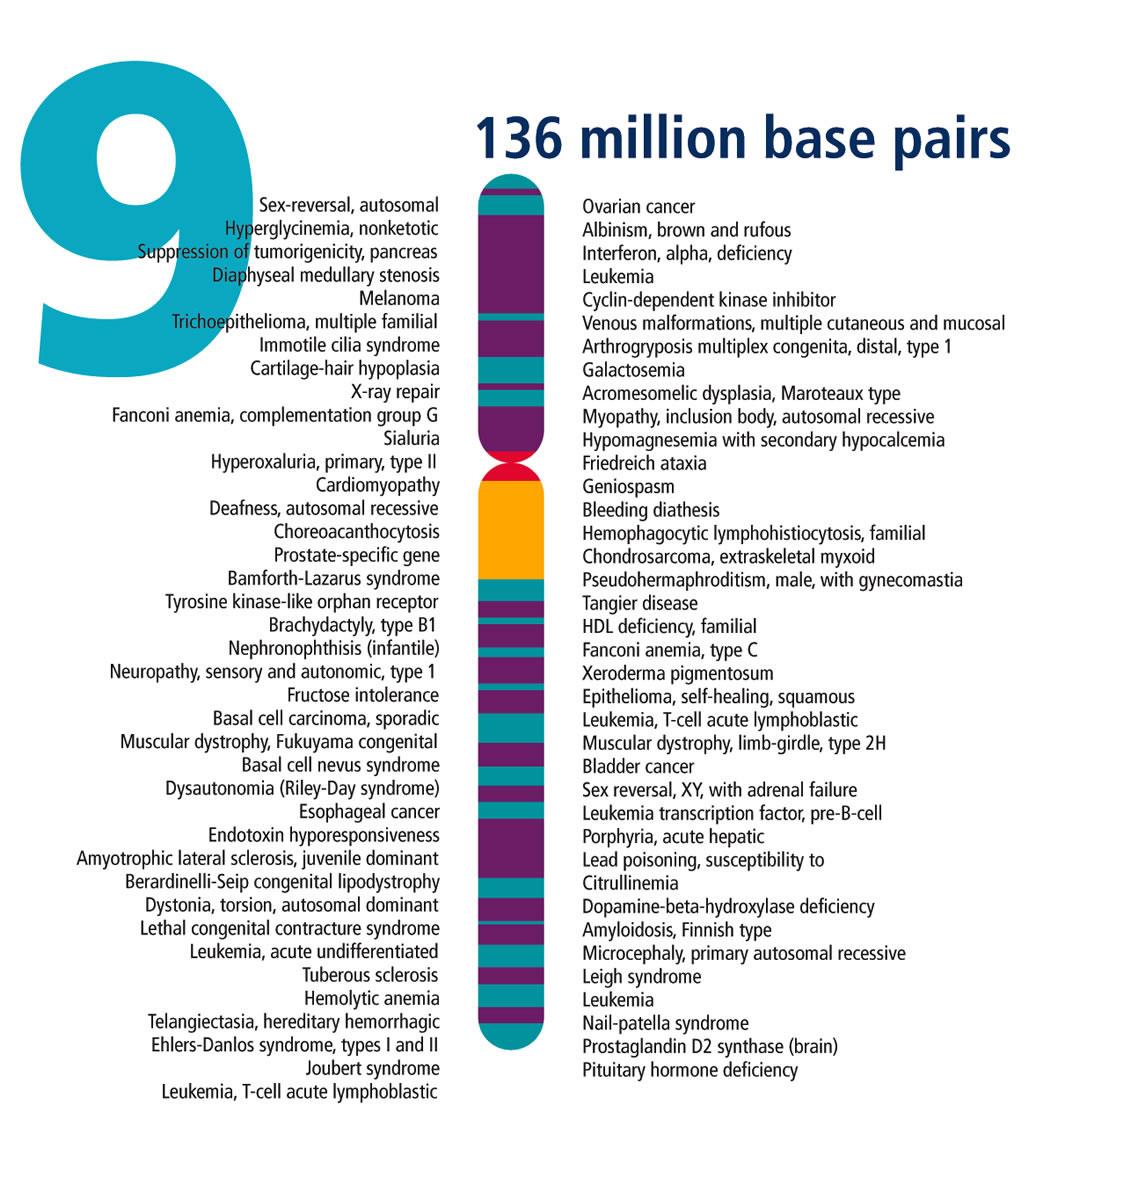 9
136 million base pairs
Sex-reversal, autosomal
Hyperglycinemia, nonketotic
Suppression of tumorigenicity, pancreas
Diaphyseal medullary stenosis
Melanoma
Trichoepithelioma, multiple familial
Immotile cilia syndrome
Cartilage-hair hypoplasia
X-ray repair
Fanconi anemia, complementation group G
Sialuria
Hyperoxaluria, primary, type II
Cardiomyopathy
Deafness, autosomal recessive
Choreoacanthocytosis
Prostate-specific gene
Bamforth-Lazarus syndrome
Tyrosine kinase-like orphan receptor
Brachydactyly, type B1
Nephronophthisis (infantile)
Neuropathy, sensory and autonomic, type 1
Fructose intolerance
Basal cell carcinoma, sporadic
Muscular dystrophy, Fukuyama congenital
Basal cell nevus syndrome
Dysautonomia (Riley-Day syndrome)
Esophageal cancer
Endotoxin hyporesponsiveness
Amyotrophic lateral sclerosis, juvenile dominant
Berardinelli-Seip congenital lipodystrophy
Dystonia, torsion, autosomal dominant
Lethal congenital contracture syndrome
Leukemia, acute undifferentiated
Tuberous sclerosis
Hemolytic anemia
Telangiectasia, hereditary hemorrhagic
Ehlers-Danlos syndrome, types I and II
Joubert syndrome
Leukemia, T-cell acute lymphoblastic
Ovarian cancer
Albinism, brown and rufous
Interferon, alpha, deficiency
Leukemia
Cyclin-dependent kinase inhibitor
Venous malformations, multiple cutaneous and mucosal
Arthrogryposis multiplex congenita, distal, type 1
Galactosemia
Acromesomelic dysplasia, Maroteaux type
Myopathy, inclusion body, autosomal recessive
Hypomagnesemia with secondary hypocalcemia
Friedreich ataxia
Geniospasm
Bleeding diathesis
Hemophagocytic lymphohistiocytosis, familial
Chondrosarcoma, extraskeletal myxoid
Pseudohermaphroditism, male, with gynecomastia
Tangier disease
HDL deficiency, familial
Fanconi anemia, type C
Xeroderma pigmentosum
Epithelioma, self-healing, squamous
Leukemia, T-cell acute lymphoblastic
Muscular dystrophy, limb-girdle, type 2H
Bladder cancer
Sex reversal, XY, with adrenal failure
Leukemia transcription factor, pre-B-cell
Porphyria, acute hepatic
Lead poisoning, susceptibility to
Citrullinemia
Dopamine-beta-hydroxylase deficiency
Amyloidosis, Finnish type
Microcephaly, primary autosomal recessive
Leigh syndrome
Leukemia
Nail-patella syndrome
Prostaglandin D2 synthase (brain)
Pituitary hormone deficiency